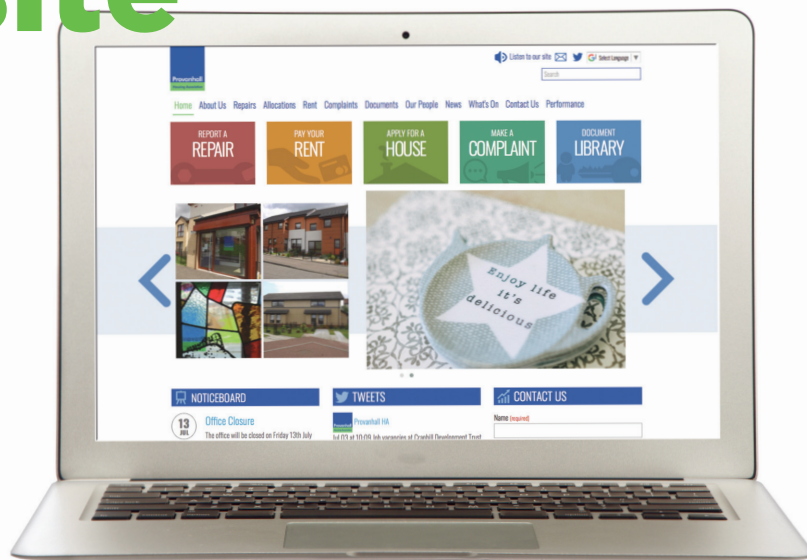 site
Listen to our site
Select Language
Search
Provanhall
Housing Association
Home About Us Repairs Allocations Rent Complaints Documents Our People News What's On Contact Us Performance
REPORT A
REPAIR
PAY YOUR
RENT
APPLY FOR A
HOUSE
MAKE A
COMPLAINT
DOCUMENT
LIBRARY
Enjoy life
it's
delicious
NOTICEBOARD
13
JUL
Office Closure
The office will be closed on Friday 13th July
TWEETS
Provanhall
Provanhall HA
Jul 03 at 10:09 Job vacancies at Cranhill Development Trust
CONTACT US
Name (required)